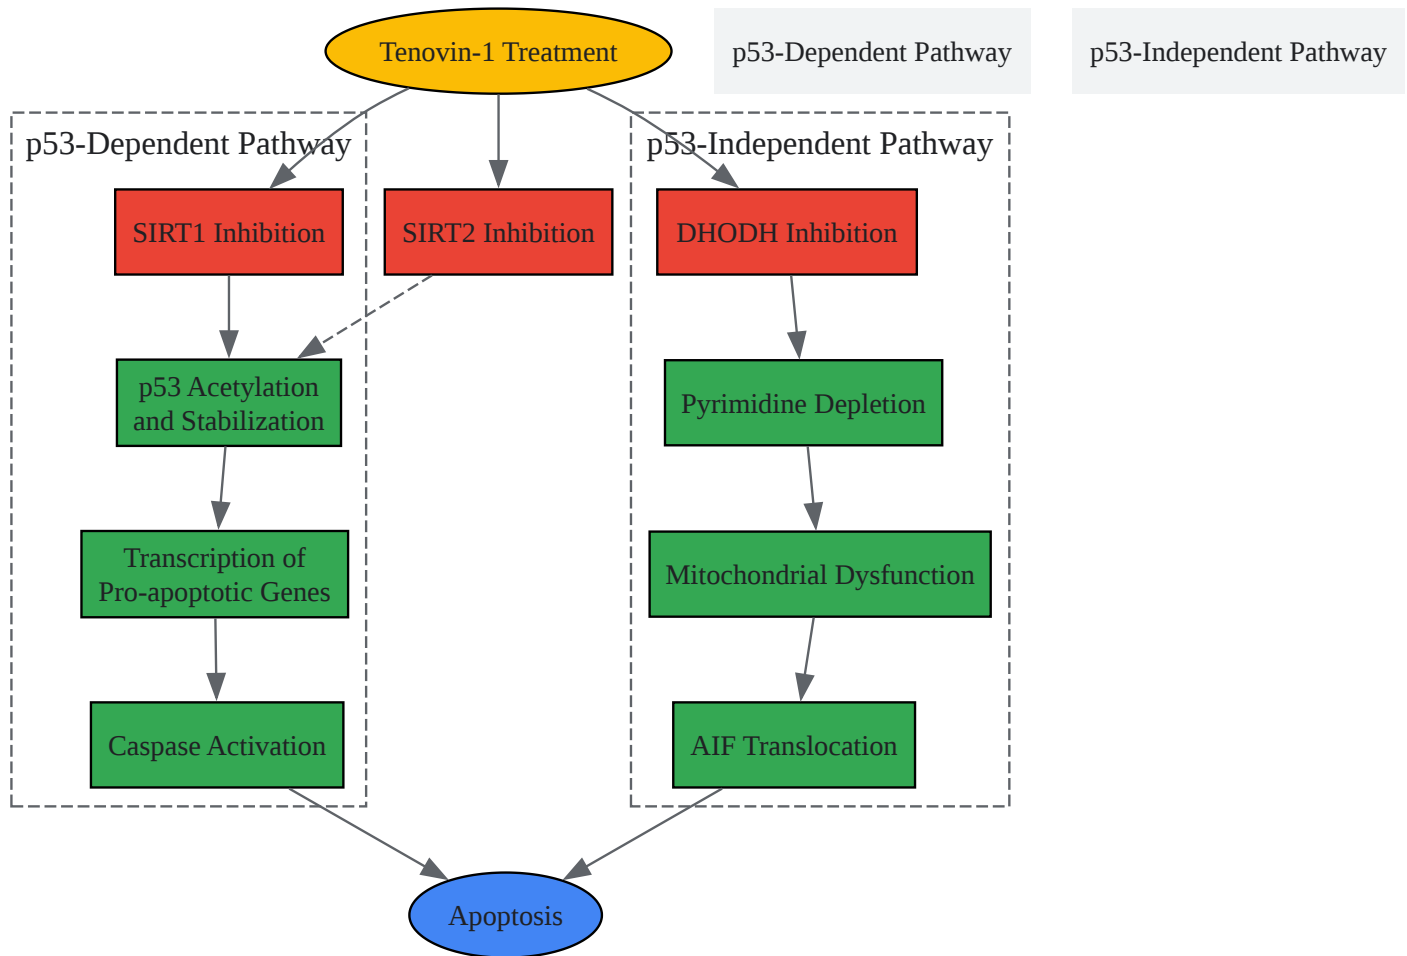 Tenovin-1 Treatment
p53-Dependent Pathway
p53-Independent Pathway
p53-Dependent Pathway
p53-Independent Pathway
SIRT1 Inhibition
SIRT2 Inhibition
DHODH Inhibition
p53 Acetylation
and Stabilization
Pyrimidine Depletion
Transcription of
Pro-apoptotic Genes
Mitochondrial Dysfunction
Caspase Activation
AIF Translocation
Apoptosis